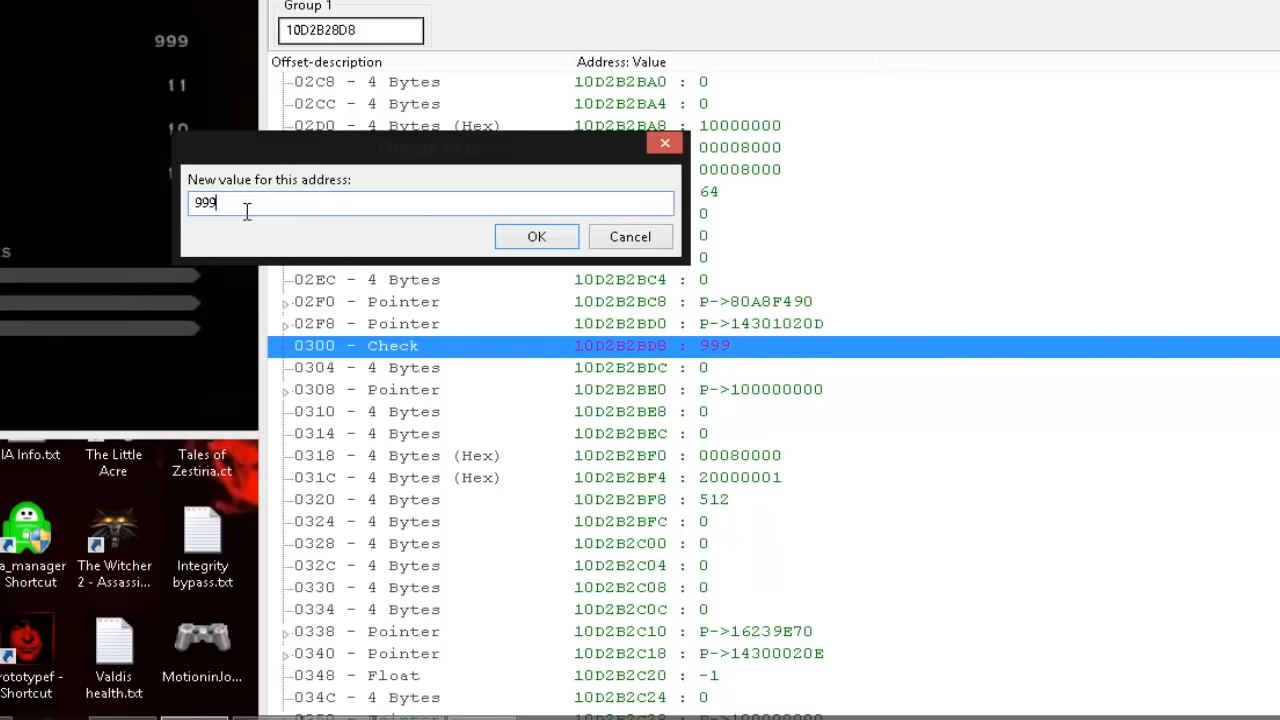 999
11
10
s
IA Info.txt
The Little Acre
Tales of Zestiria.ct
a_manager Shortcut
The Witcher 2 - Assassi...
Integrity bypass.txt
rototypef - Shortcut
Valdis health.txt
MotioninJo...
Group 1
10D2B28D8
Offset-description Address: Value
02C8 - 4 Bytes 10D2B2BA0 : 0
02CC - 4 Bytes 10D2B2BA4 : 0
02D0 - 4 Bytes (Hex) 10D2B2BA8 : 10000000
00008000
00008000
64
0
0
0
New value for this address:
999
OK Cancel
02EC - 4 Bytes 10D2B2BC4 : 0
02F0 - Pointer 10D2B2BC8 : P->80A8F490
02F8 - Pointer 10D2B2BD0 : P->14301020D
0300 - Check 10D2B2BD8 : 999
0304 - 4 Bytes 10D2B2BDC : 0
0308 - Pointer 10D2B2BE0 : P->100000000
0310 - 4 Bytes 10D2B2BE8 : 0
0314 - 4 Bytes 10D2B2BEC : 0
0318 - 4 Bytes (Hex) 10D2B2BF0 : 00080000
031C - 4 Bytes (Hex) 10D2B2BF4 : 20000001
0320 - 4 Bytes 10D2B2BF8 : 512
0324 - 4 Bytes 10D2B2BFC : 0
0328 - 4 Bytes 10D2B2C00 : 0
032C - 4 Bytes 10D2B2C04 : 0
0330 - 4 Bytes 10D2B2C08 : 0
0334 - 4 Bytes 10D2B2C0C : 0
0338 - Pointer 10D2B2C10 : P->16239E70
0340 - Pointer 10D2B2C18 : P->14300020E
0348 - Float 10D2B2C20 : -1
034C - 4 Bytes 10D2B2C24 : 0